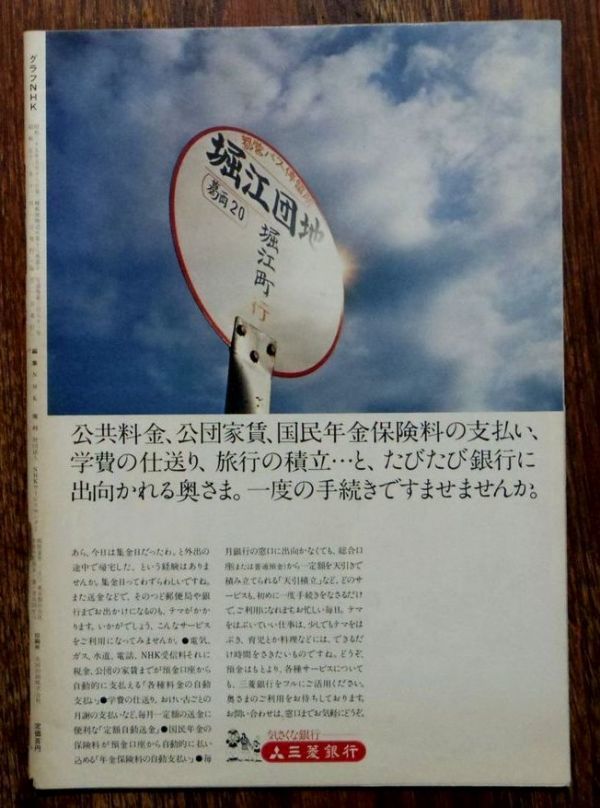 グラフNHK
都営バス停留所
堀江団地
葛西20
堀江町
行
公共料金、公団家賃、国民年金保険料の支払い、
学費の仕送り、旅行の積立…と、たびたび銀行に
出向かれる奥さま。一度の手続きですませませんか。
あら、今日は集金日だったわ、と外出の
途中で帰宅した、という経験はありま
せんか。集金日ってわずらわしいですね。
また送金などで、そのつど郵便局や銀
行までお出かけになるのも、テマがかか
ります。いかがでしょう、こんなサービス
をご利用になってみませんか。●電気、
ガス、水道、電話、NHK受信料それに
税金、公団の家賃までが預金口座から
自動的に支払える「各種料金の自動
支払い」●学費の仕送り、おけい古ごとの
月謝の支払いなど、毎月一定額の送金に
便利な「定額自動送金」●国民年金の
保険料が預金口座から自動的に払い
込める「年金保険料の自動支払い」●毎
月銀行の窓口に出向かなくても、総合口
座(または普通預金)から一定額を天引きで
積み立てられる「天引積立」など。どのサ
ービスも、初めに一度手続きをなさるだけ
で、ご利用になれます。お忙しい毎日。テマ
をはぶいていい仕事は、少しでもテマをは
ぶき、育児とか料理などには、できるだ
け時間をさきたいものですね。どうぞ、
預金はもとより、各種サービスについて
も、三菱銀行をフルにご活用ください。
奥さまのご利用をお待ちしております。
お問い合わせは、窓口までお気軽にどうぞ。
気さくな銀行
三菱銀行